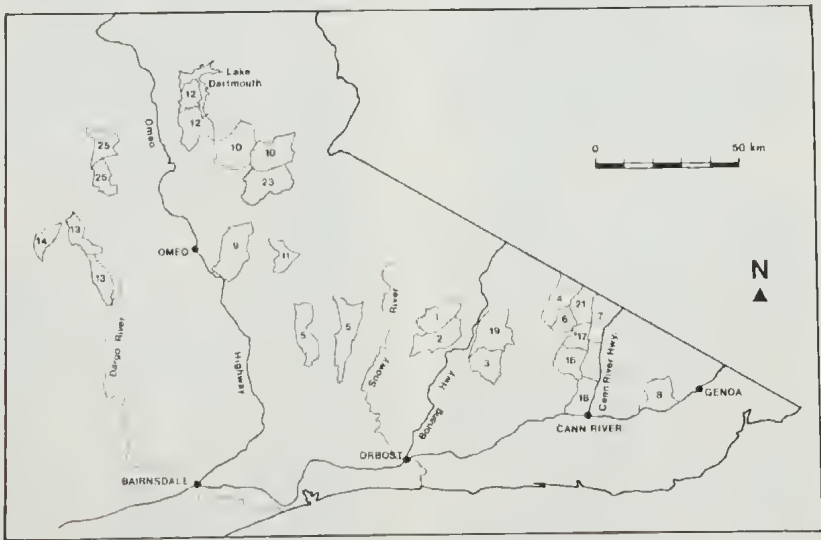 Lake
Dartmouth
12
12
Omeo
10
10
23
25
25
0
50 km
14
13
13
OMEO
9
11
N
4
21
6
7
17
16
18
1
2
19
3
5
5
River
Snowy
Dargo River
Highway
Bonang Hwy
Cann River Hwy.
8
GENOA
CANN RIVER
ORBOST
BAIRNSDALE